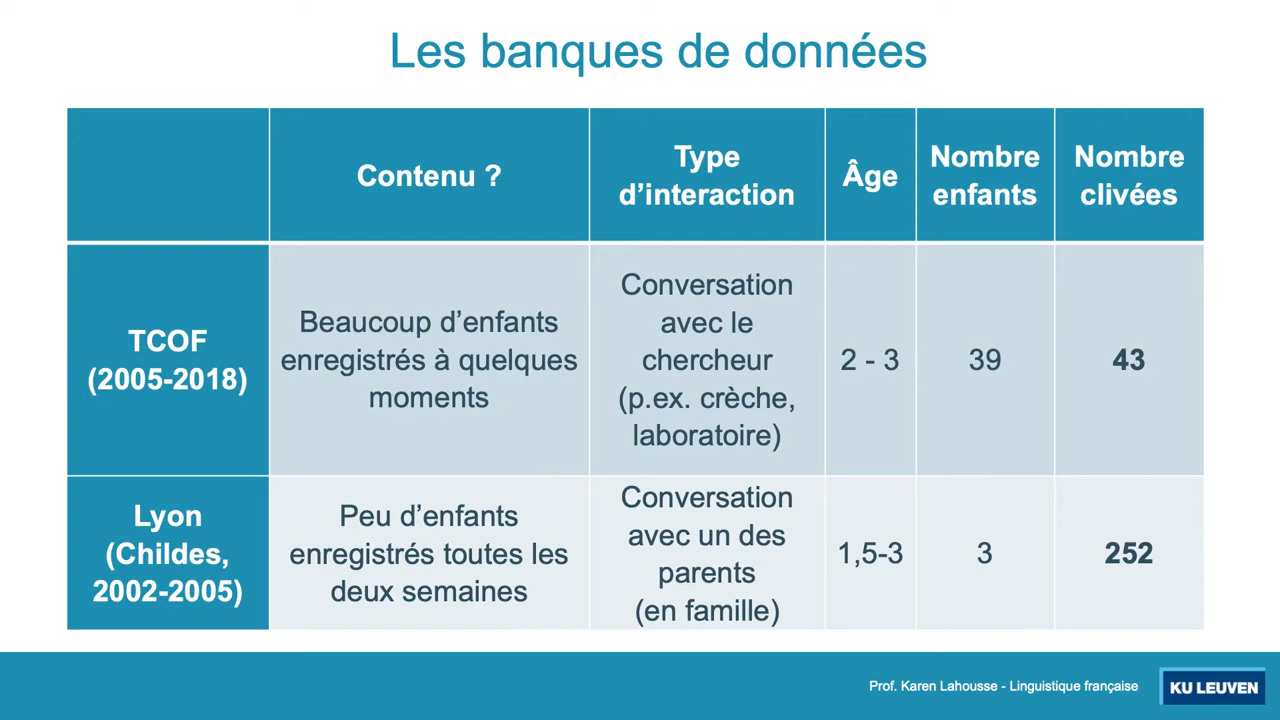 Les banques de données
Contenu ?
Type
d'interaction
Âge
Nombre
enfants
Nombre
clivées
TCOF
(2005-2018)
Beaucoup d'enfants
enregistrés à quelques
moments
Conversation
avec le
chercheur
(p.ex. crèche,
laboratoire)
2 - 3
39
43
Lyon
(Childes,
2002-2005)
Peu d'enfants
enregistrés toutes les
deux semaines
Conversation
avec un des
parents
(en famille)
1,5-3
3
252
Prof. Karen Lahousse - Linguistique française
KU LEUVEN